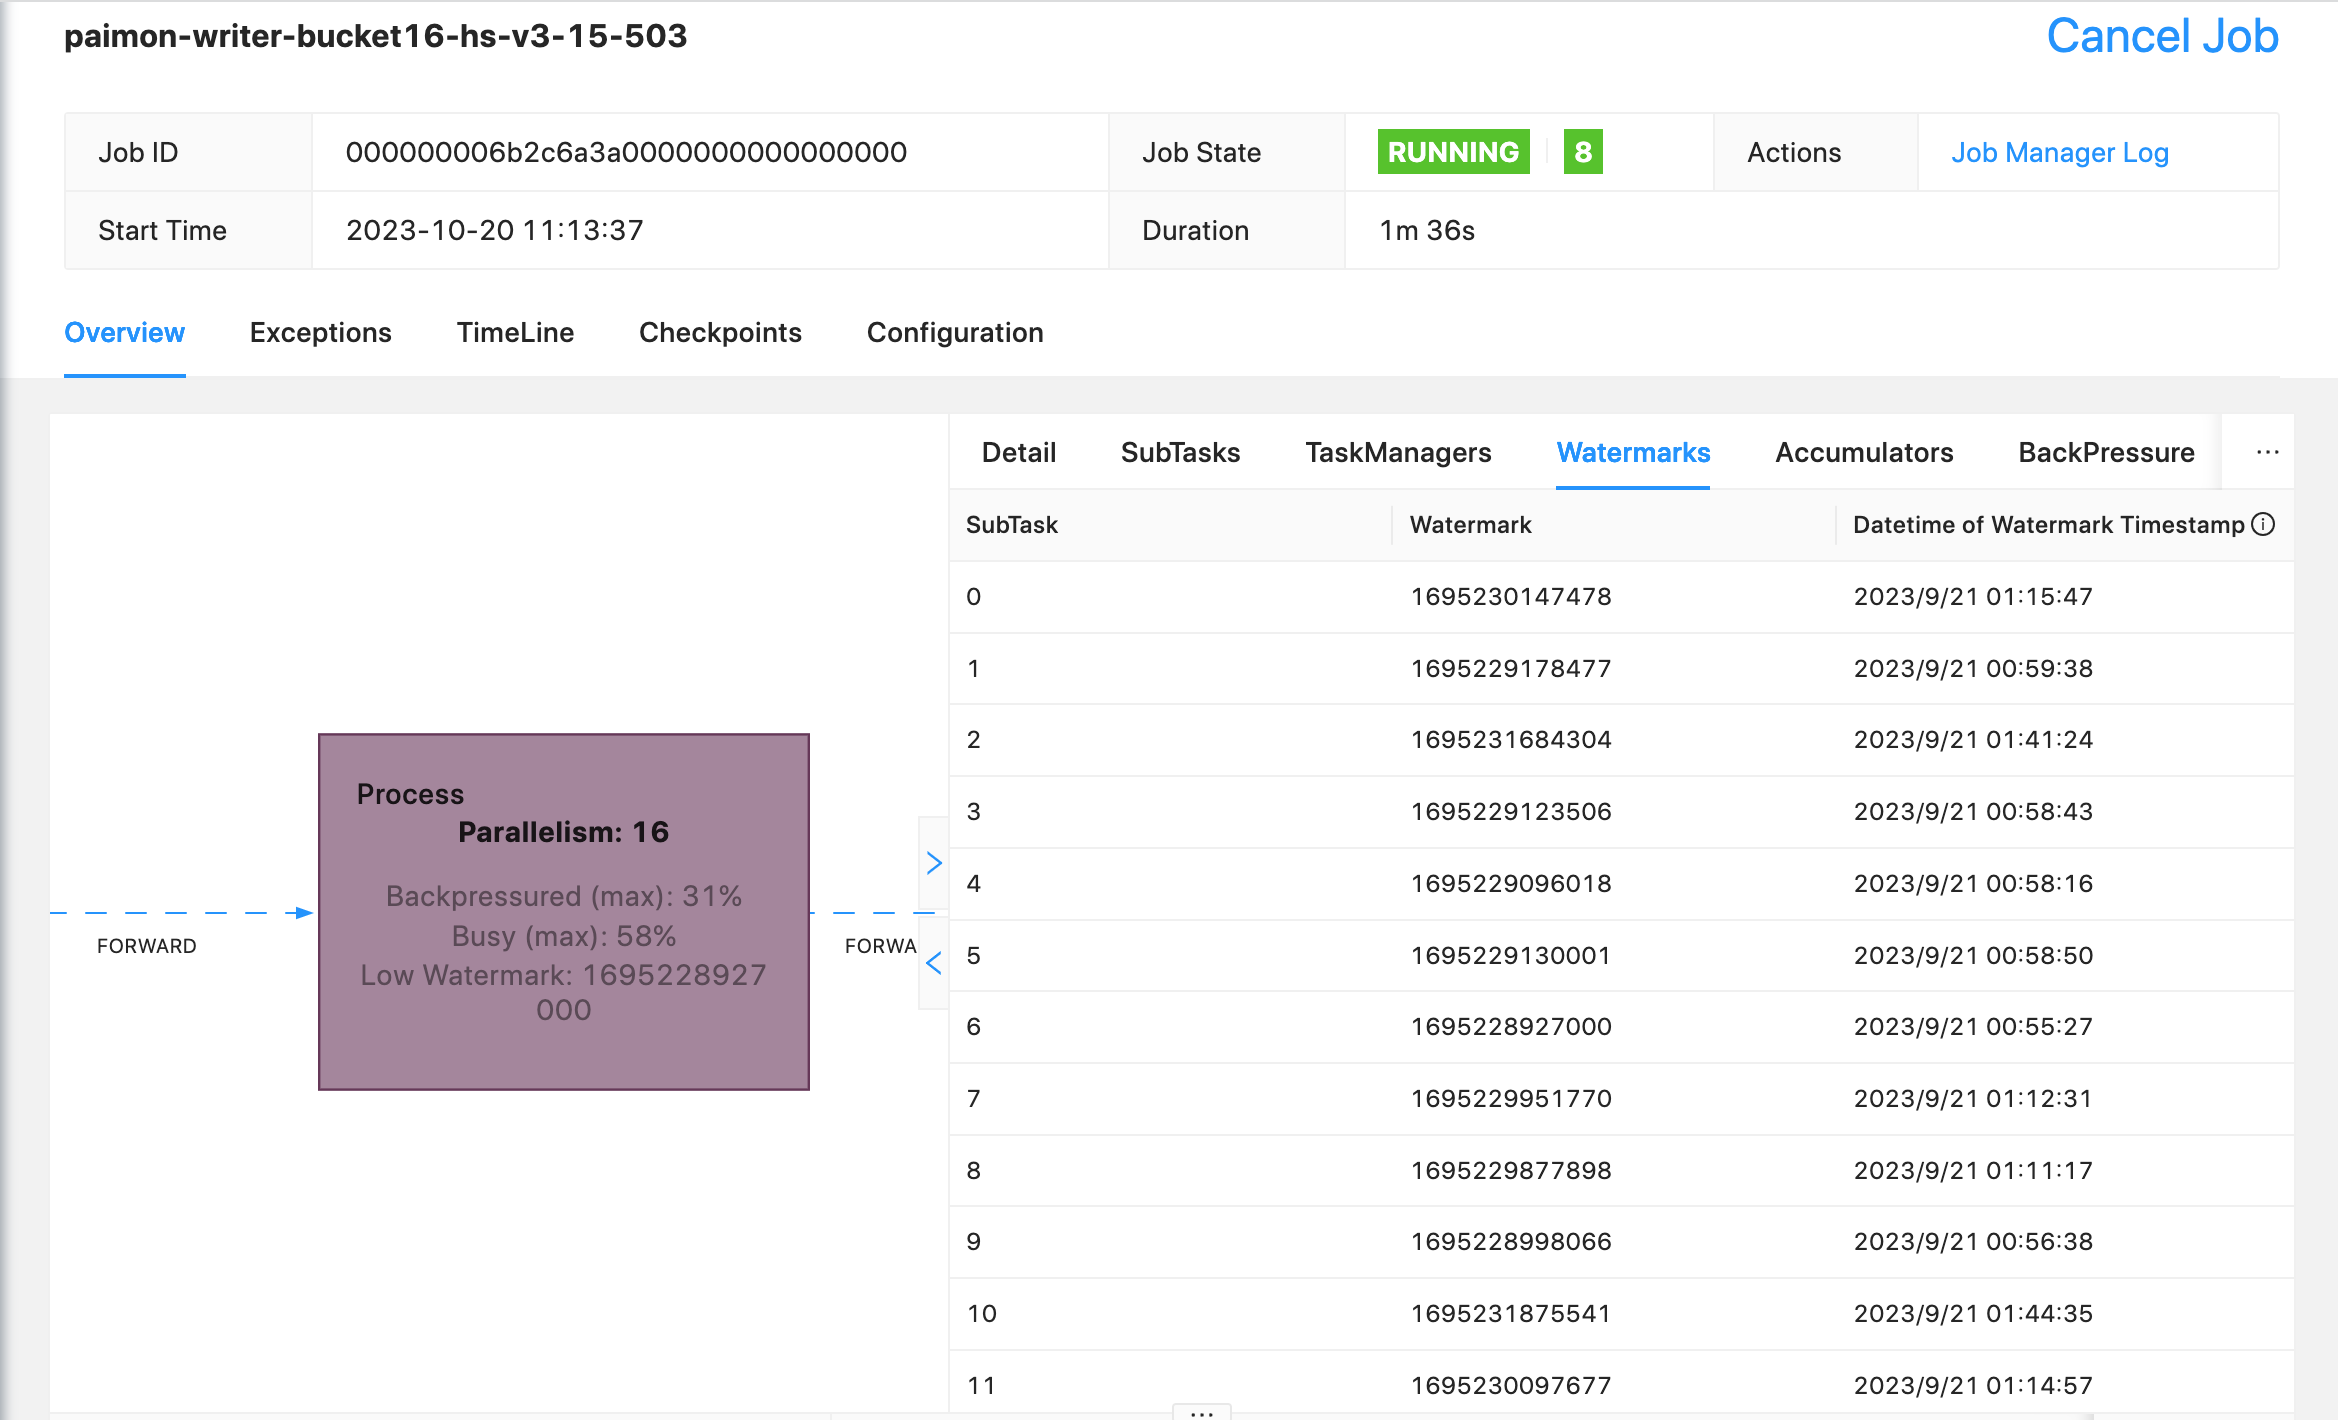 paimon-writer-bucket16-hs-v3-15-503
Cancel Job
Job ID 000000006b2c6a3a0000000000000000 Job State RUNNING 8 Actions Job Manager Log
Start Time 2023-10-20 11:13:37 Duration 1m 36s
Overview Exceptions TimeLine Checkpoints Configuration
FORWARD
Process
Parallelism: 16
Backpressured (max): 31%
Busy (max): 58%
Low Watermark: 1695228927
000
FORWA
Detail SubTasks TaskManagers Watermarks Accumulators BackPressure ...
SubTask Watermark Datetime of Watermark Timestamp
0 1695230147478 2023/9/21 01:15:47
1 1695229178477 2023/9/21 00:59:38
2 1695231684304 2023/9/21 01:41:24
3 1695229123506 2023/9/21 00:58:43
4 1695229096018 2023/9/21 00:58:16
5 1695229130001 2023/9/21 00:58:50
6 1695228927000 2023/9/21 00:55:27
7 1695229951770 2023/9/21 01:12:31
8 1695229877898 2023/9/21 01:11:17
9 1695228998066 2023/9/21 00:56:38
10 1695231875541 2023/9/21 01:44:35
11 1695230097677 2023/9/21 01:14:57